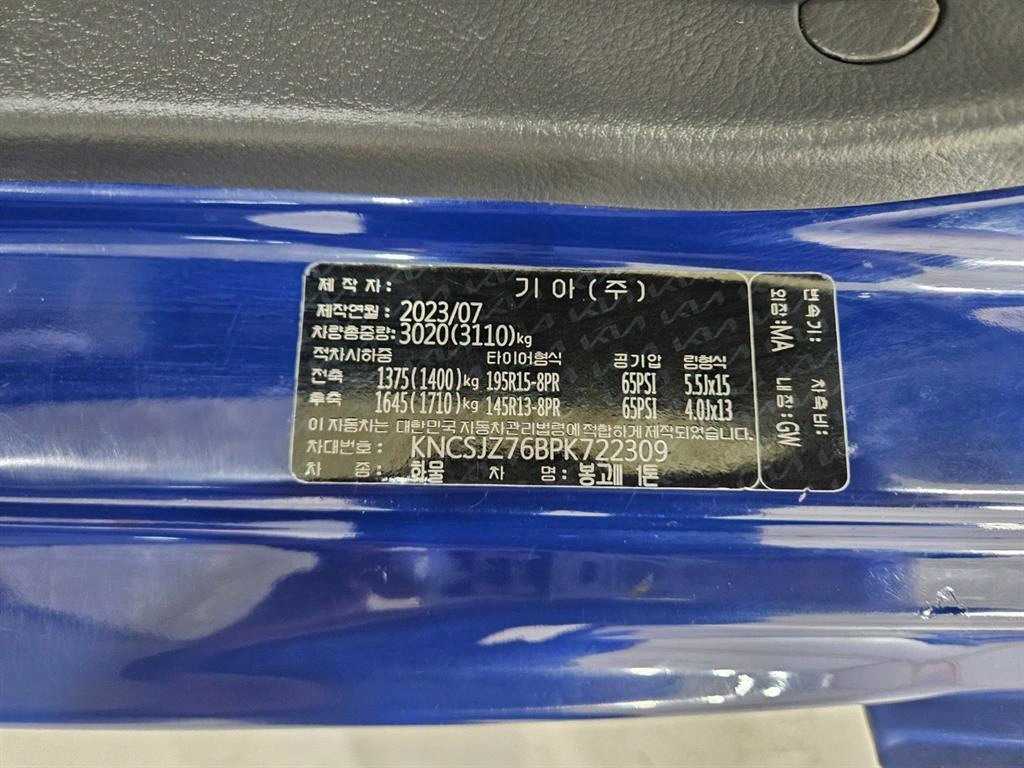 제 작 자 : 기 아 (주)
제작연월 : 2023/07
차량총중량: 3020(3110)kg
적차시하중 타이어형식 공기압 림형식
전축 1375(1400)kg 195R15-8PR 65PSI 5.5Jx15
후축 1645(1710)kg 145R13-8PR 65PSI 4.0Jx13
이 자동차는 대한민국 자동차관리법령에 적합하게 제작되었습니다.
차대번호 : KNCSJZ76BPK722309
차 종 : 화물 차 명 : 봉고Ⅲ 1톤
변속기: 차축비:
외장:MA 내장:GW